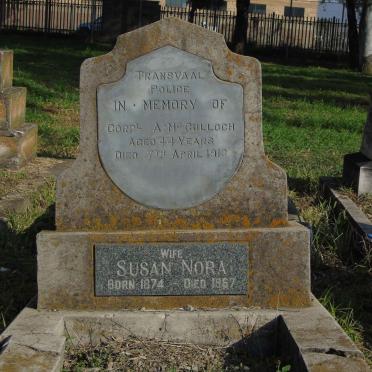 TRANSVAAL
POLICE
IN · MEMORY OF
CORPL A. MCCULLOCH
AGED 44 YEARS
DIED 7TH APRIL 1913
WIFE
SUSAN NORA
BORN 1874 — DIED 1967